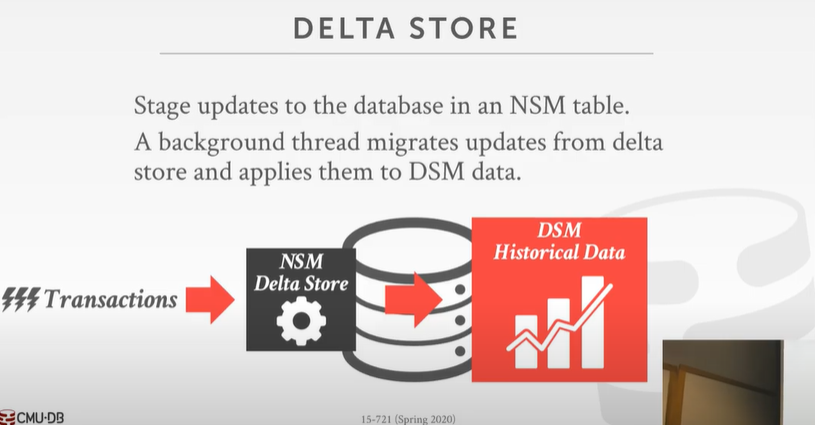 DELTA STORE
Stage updates to the database in an NSM table.
A background thread migrates updates from delta
store and applies them to DSM data.
Transactions
NSM
Delta Store
DSM
Historical Data
CMU·DB
15-721 (Spring 2020)